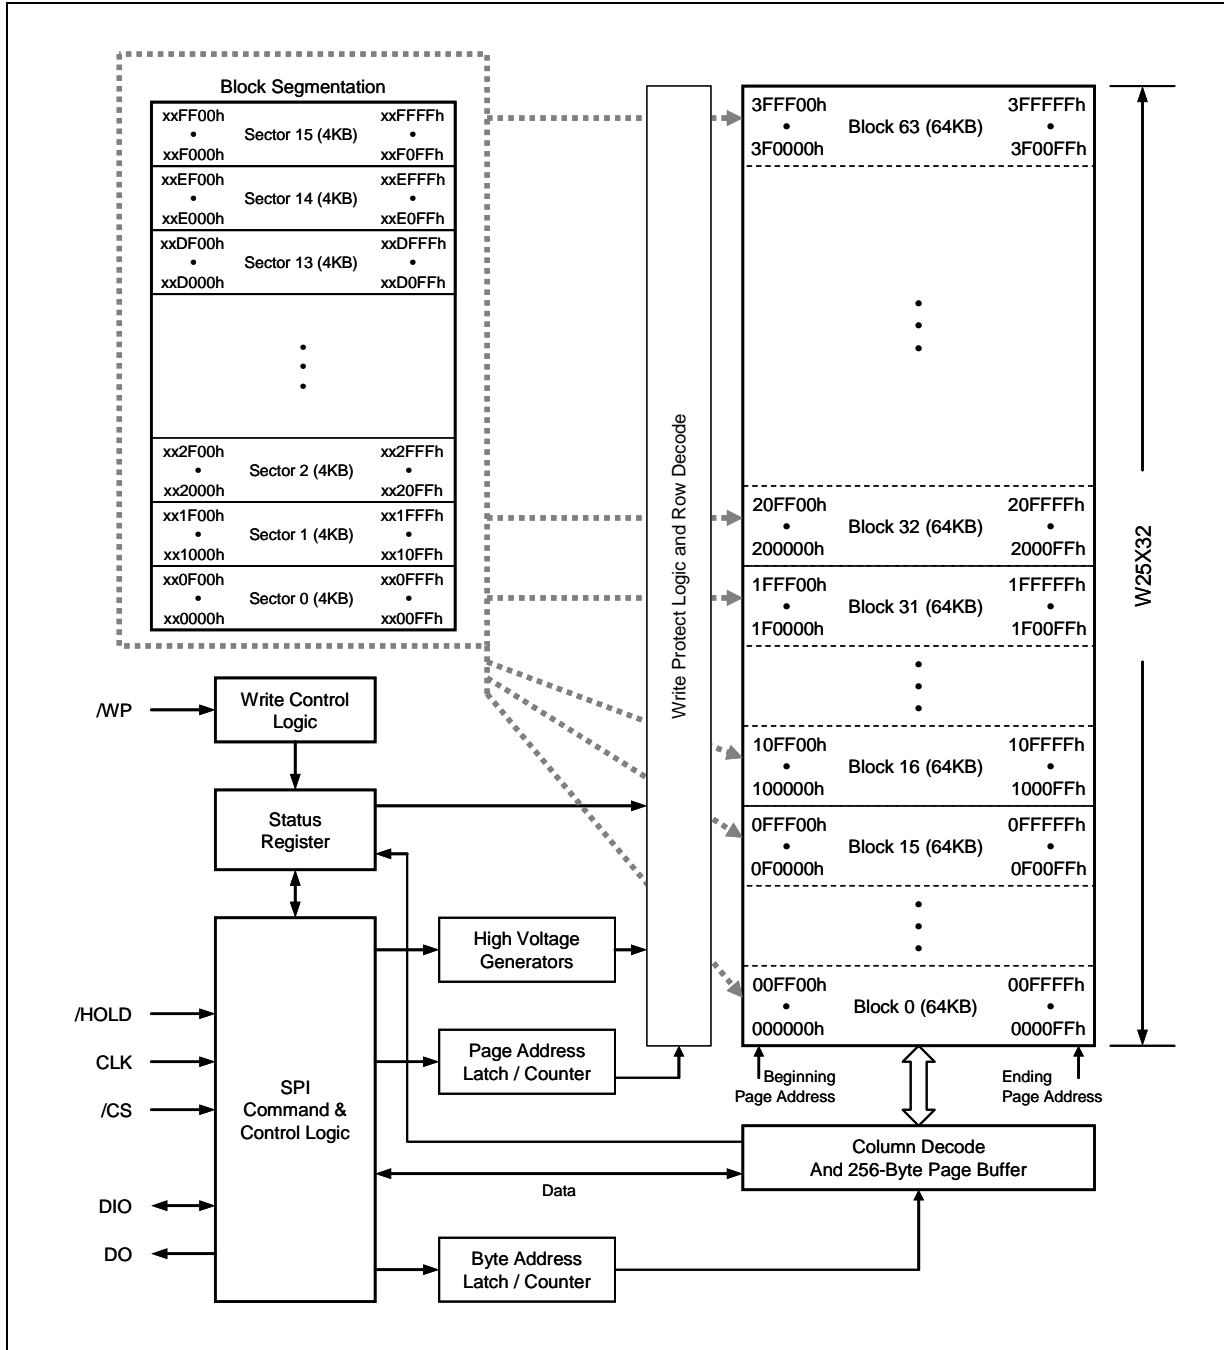 Block Segmentation
xxFF00h xxFFFFh
• Sector 15 (4KB) •
xxF000h xxF0FFh
xxEF00h xxEFFFh
• Sector 14 (4KB) •
xxE000h xxE0FFh
xxDF00h xxDFFFh
• Sector 13 (4KB) •
xxD000h xxD0FFh
xx2F00h xx2FFFh
• Sector 2 (4KB) •
xx2000h xx20FFh
xx1F00h xx1FFFh
• Sector 1 (4KB) •
xx1000h xx10FFh
xx0F00h xx0FFFh
• Sector 0 (4KB) •
xx0000h xx00FFh
Write Protect Logic and Row Decode
3FFF00h 3FFFFFh
• Block 63 (64KB) •
3F0000h 3F00FFh
20FF00h 20FFFFh
• Block 32 (64KB) •
200000h 2000FFh
1FFF00h 1FFFFFh
• Block 31 (64KB) •
1F0000h 1F00FFh
10FF00h 10FFFFh
• Block 16 (64KB) •
100000h 1000FFh
0FFF00h 0FFFFFh
• Block 15 (64KB) •
0F0000h 0F00FFh
00FF00h 00FFFFh
• Block 0 (64KB) •
000000h 0000FFh
W25X32
Beginning
Page Address
Ending
Page Address
/WP
Write Control
Logic
Status
Register
/HOLD
CLK
/CS
DIO
DO
SPI
Command &
Control Logic
High Voltage
Generators
Page Address
Latch / Counter
Column Decode
And 256-Byte Page Buffer
Data
Byte Address
Latch / Counter